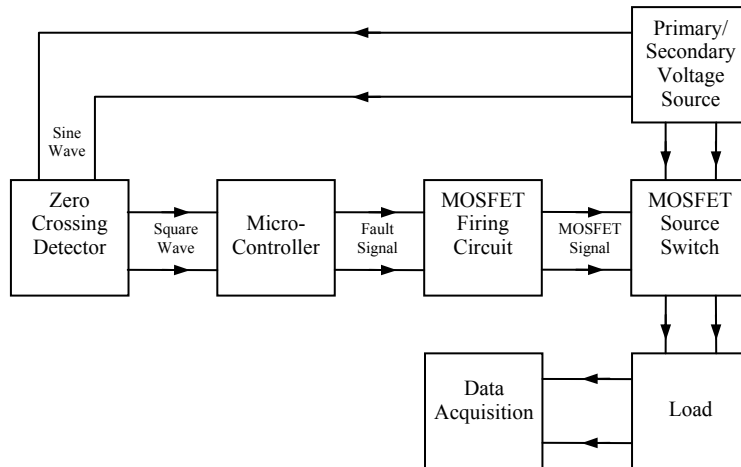 Primary/
Secondary
Voltage
Source
Sine
Wave
Zero
Crossing
Detector
Square
Wave
Micro-
Controller
Fault
Signal
MOSFET
Firing
Circuit
MOSFET
Signal
MOSFET
Source
Switch
Data
Acquisition
Load